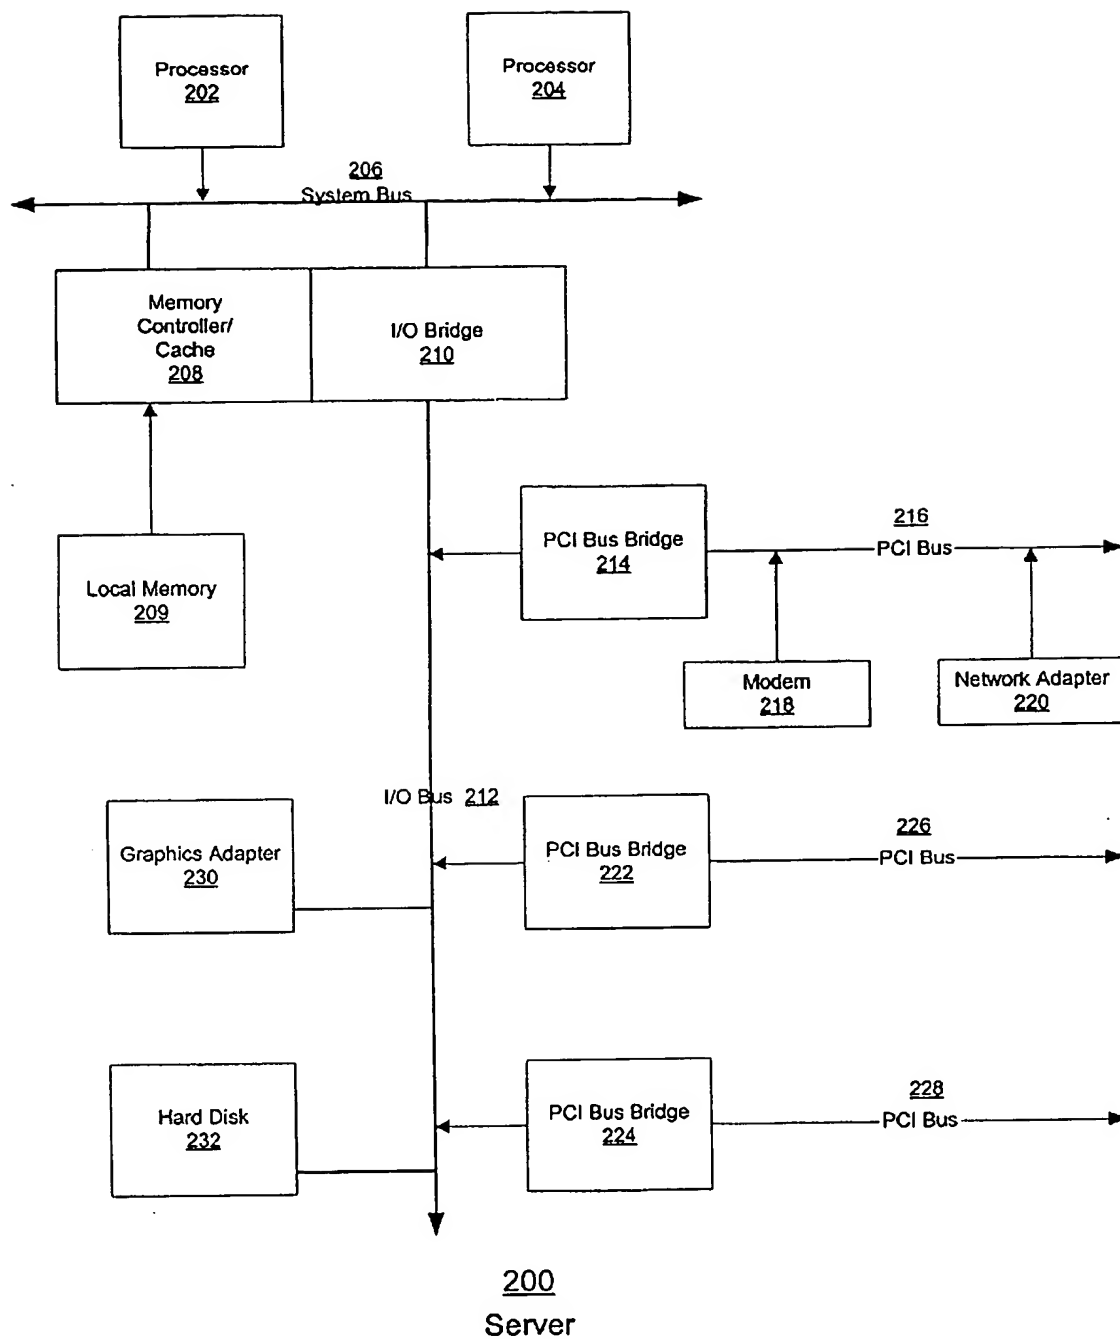 Processor
202
Processor
204
206
System Bus
Memory
Controller/
Cache
208
I/O Bridge
210
PCI Bus Bridge
214
216
PCI Bus
Local Memory
209
Modem
218
Network Adapter
220
I/O Bus 212
Graphics Adapter
230
PCI Bus Bridge
222
226
PCI Bus
Hard Disk
232
PCI Bus Bridge
224
228
PCI Bus
200
Server